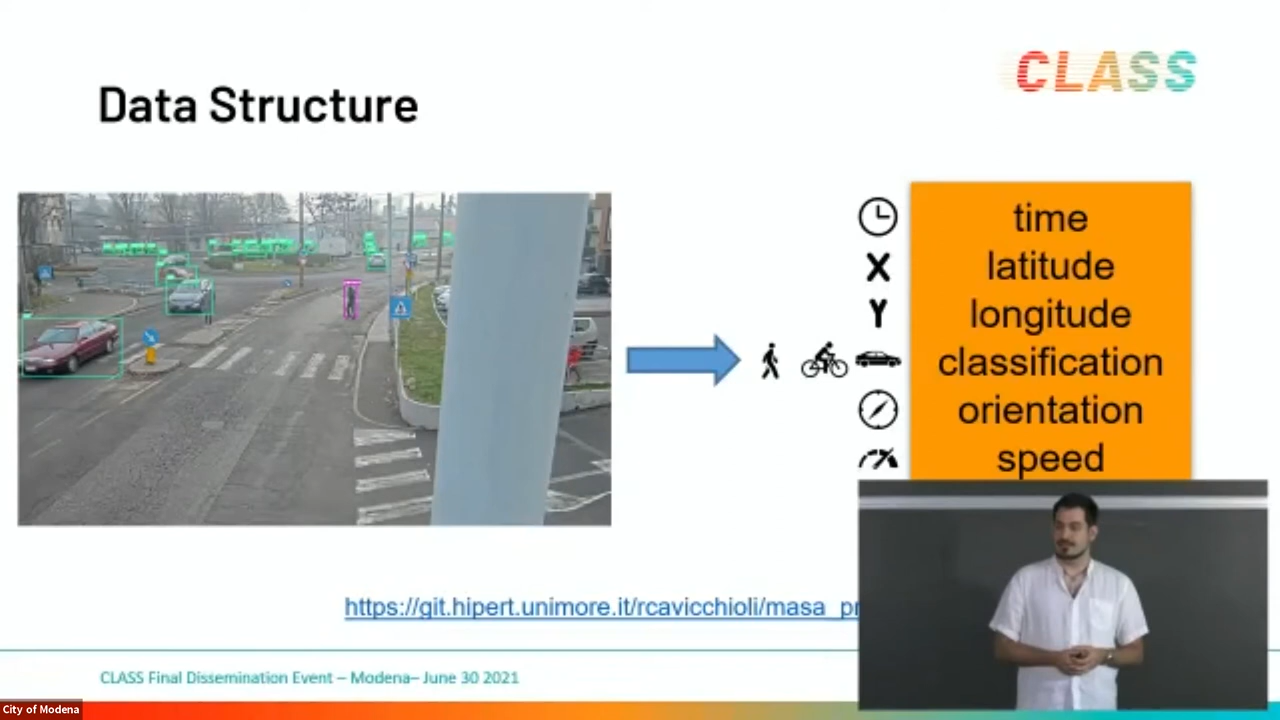 CLASS
Data Structure
time
X latitude
Y longitude
classification
orientation
speed
https://git.hipert.unimore.it/rcavicchioli/masa_pr
CLASS Final Dissemination Event – Modena– June 30 2021
City of Modena